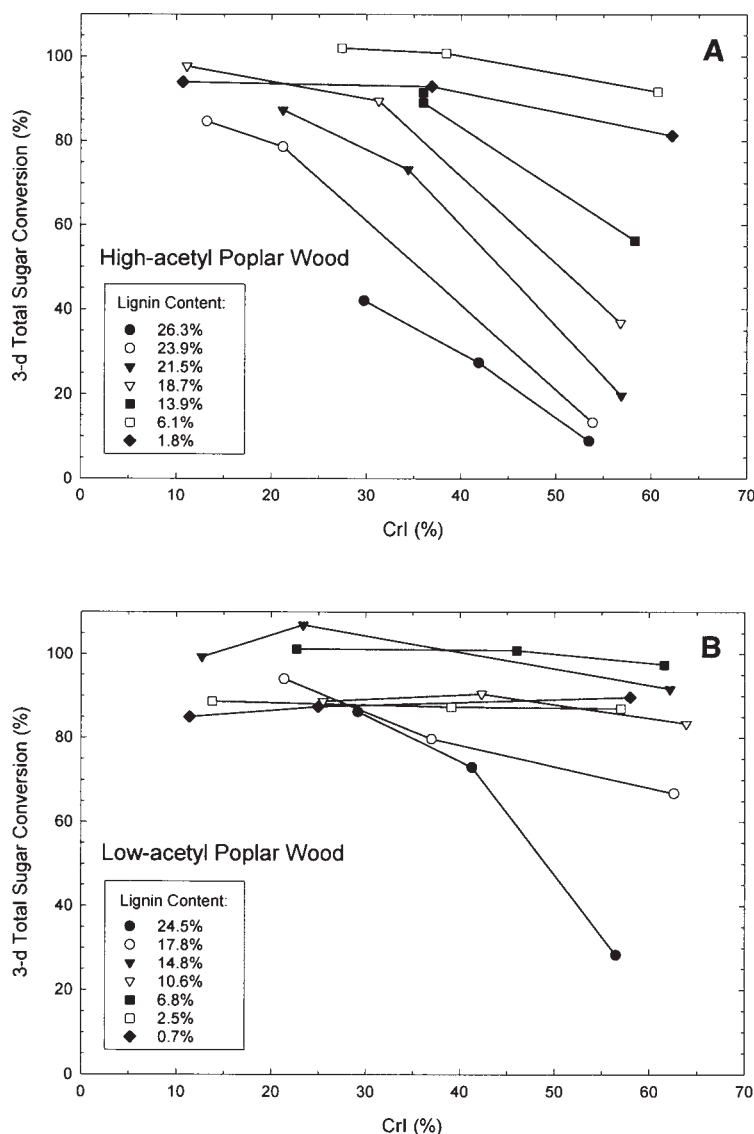 A
3-d Total Sugar Conversion (%)
100
80
60
40
20
0
High-acetyl Poplar Wood
Lignin Content:
26.3%
23.9%
21.5%
18.7%
13.9%
6.1%
1.8%
0 10 20 30 40 50 60 70
CrI (%)
B
3-d Total Sugar Conversion (%)
100
80
60
40
20
0
Low-acetyl Poplar Wood
Lignin Content:
24.5%
17.8%
14.8%
10.6%
6.8%
2.5%
0.7%
0 10 20 30 40 50 60 70
CrI (%)